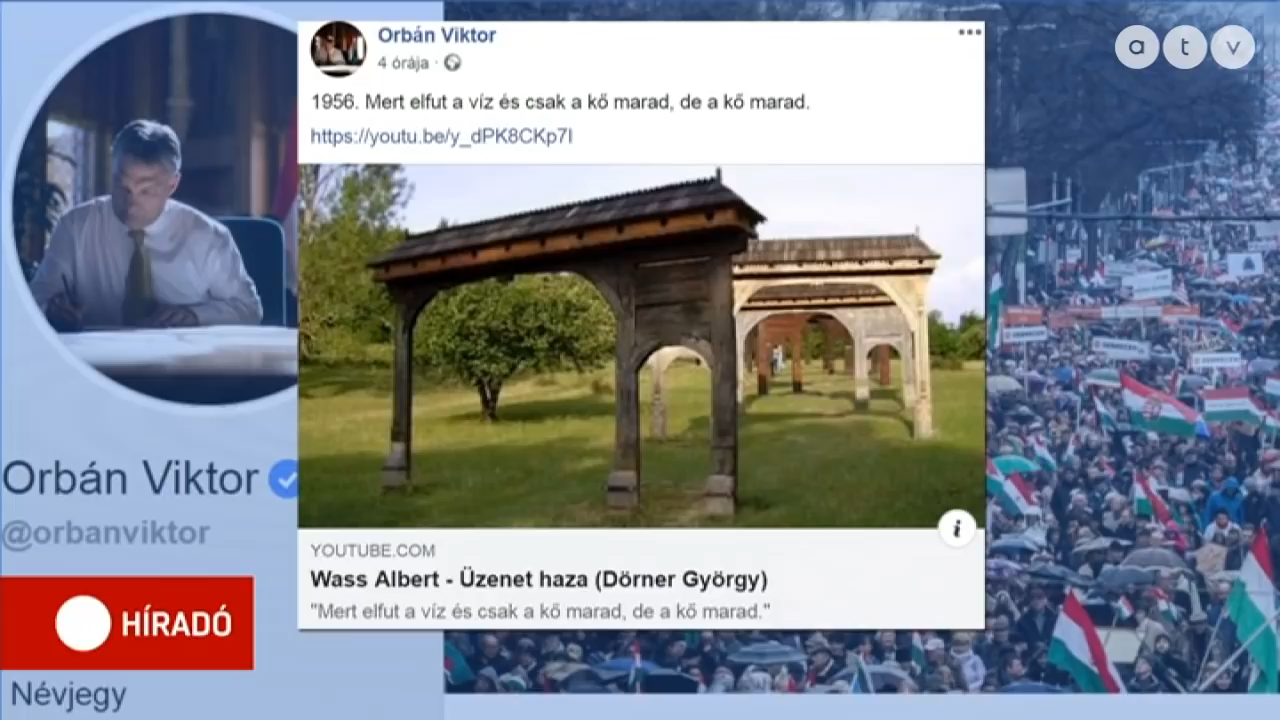 Orbán Viktor
4 órája ·
1956. Mert elfut a víz és csak a kő marad, de a kő marad.
https://youtu.be/y_dPK8CKp7I
YOUTUBE.COM
Wass Albert - Üzenet haza (Dörner György)
"Mert elfut a víz és csak a kő marad, de a kő marad."
Orbán Viktor
@orbanviktor
HÍRADÓ
Névjegy
a t v